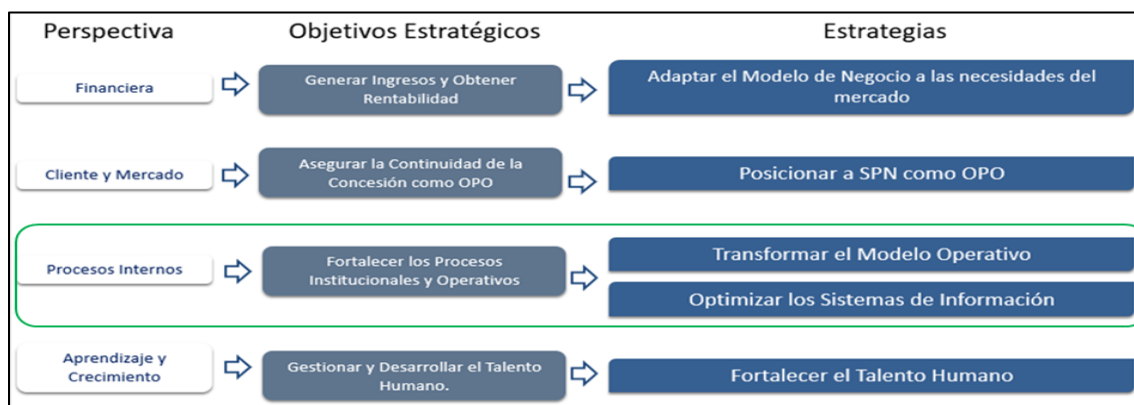 Perspectiva
Objetivos Estratégicos
Estrategias
Financiera
Generar Ingresos y Obtener
Rentabilidad
Adaptar el Modelo de Negocio a las necesidades del
mercado
Cliente y Mercado
Asegurar la Continuidad de la
Concesión como OPO
Posicionar a SPN como OPO
Procesos Internos
Fortalecer los Procesos
Institucionales y Operativos
Transformar el Modelo Operativo
Optimizar los Sistemas de Información
Aprendizaje y
Crecimiento
Gestionar y Desarrollar el Talento
Humano.
Fortalecer el Talento Humano